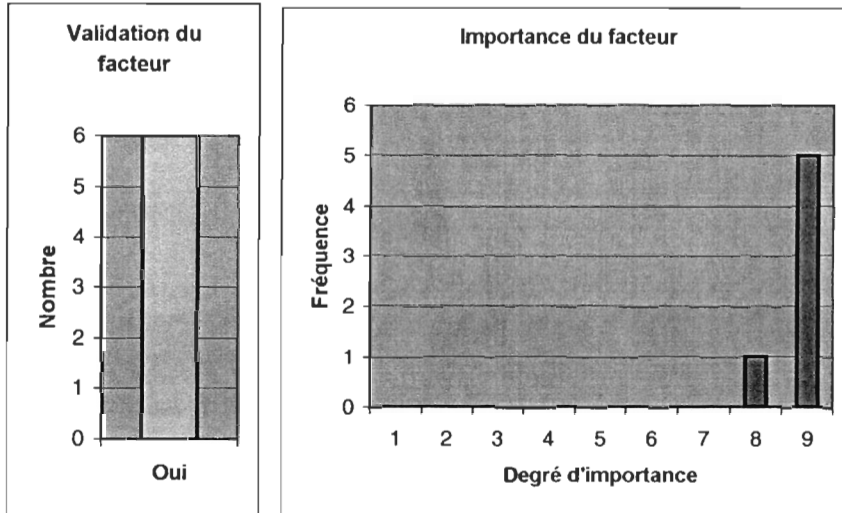 Validation du
facteur
6
5
4
3
2
1
0
Nombre
Oui
Importance du facteur
6
5
4
3
2
1
0
Fréquence
1 2 3 4 5 6 7 8 9
Degré d'importance